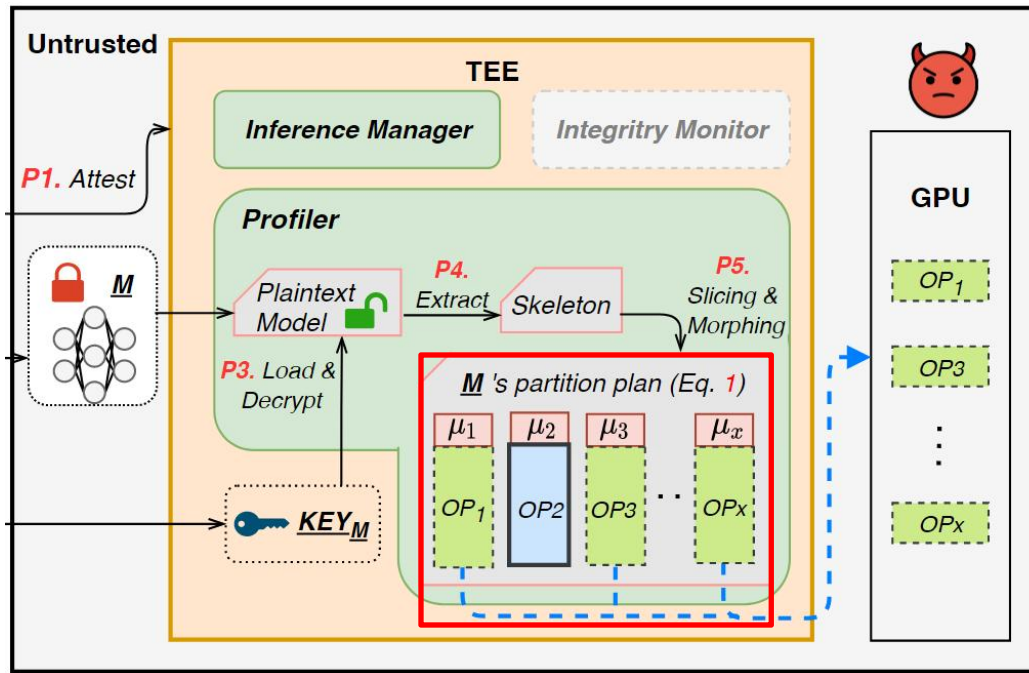 Untrusted
TEE
Inference Manager
Integritry Monitor
P1. Attest
GPU
Profiler
M
Plaintext
Model
P4.
Extract
Skeleton
P5.
Slicing &
Morphing
OP1
OP3
P3. Load &
Decrypt
M 's partition plan (Eq. 1)
μ1 μ2 μ3 μx
OP1 OP2 OP3 . . OPx
KEYM
OPx